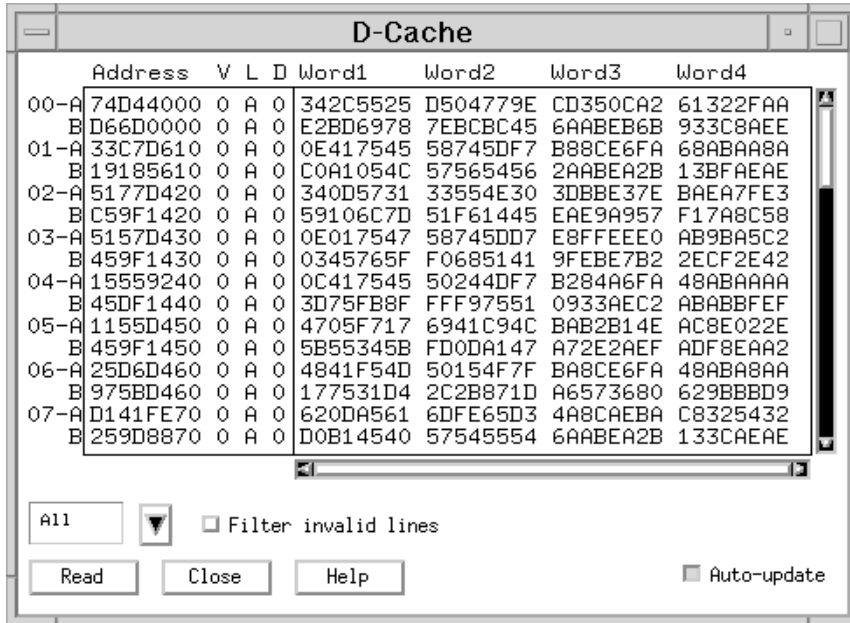 D-Cache
Address V L D Word1 Word2 Word3 Word4
00-A 74D44000 0 A 0 342C5525 D504779E CD350CA2 61322FAA
B D66D0000 0 A 0 E2BD6978 7EBCBC45 6AABEB6B 933C8AEE
01-A 33C7D610 0 A 0 0E417545 58745DF7 B88CE6FA 68ABAA8A
B 19185610 0 A 0 C0A1054C 57565456 2AABEA2B 13BFAEAE
02-A 5177D420 0 A 0 340D5731 33554E30 3DBBE37E BAEA7FE3
B C59F1420 0 A 0 59106C7D 51F61445 EAE9A957 F17A8C58
03-A 5157D430 0 A 0 0E017547 58745DD7 E8FFEEE0 AB9BA5C2
B 459F1430 0 A 0 0345765F F0685141 9FEBE7B2 2ECF2E42
04-A 15559240 0 A 0 0C417545 50244DF7 B284A6FA 48ABAAAA
B 45DF1440 0 A 0 3D75FB8F FFF97551 0933AEC2 ABABBFEF
05-A 1155D450 0 A 0 4705F717 6941C94C BAB2B14E AC8E022E
B 459F1450 0 A 0 5B55345B FD0DA147 A72E2AEF ADF8EAA2
06-A 25D6D460 0 A 0 4841F54D 50154F7F BA8CE6FA 48ABA8AA
B 975BD460 0 A 0 177531D4 2C2B871D A6573680 629BBBD9
07-A D141FE70 0 A 0 620DA561 6DFE65D3 4A8CAEBA C8325432
B 259D8870 0 A 0 D0B14540 57545554 6AABEA2B 133CAEAE
All Filter invalid lines
Read Close Help Auto-update